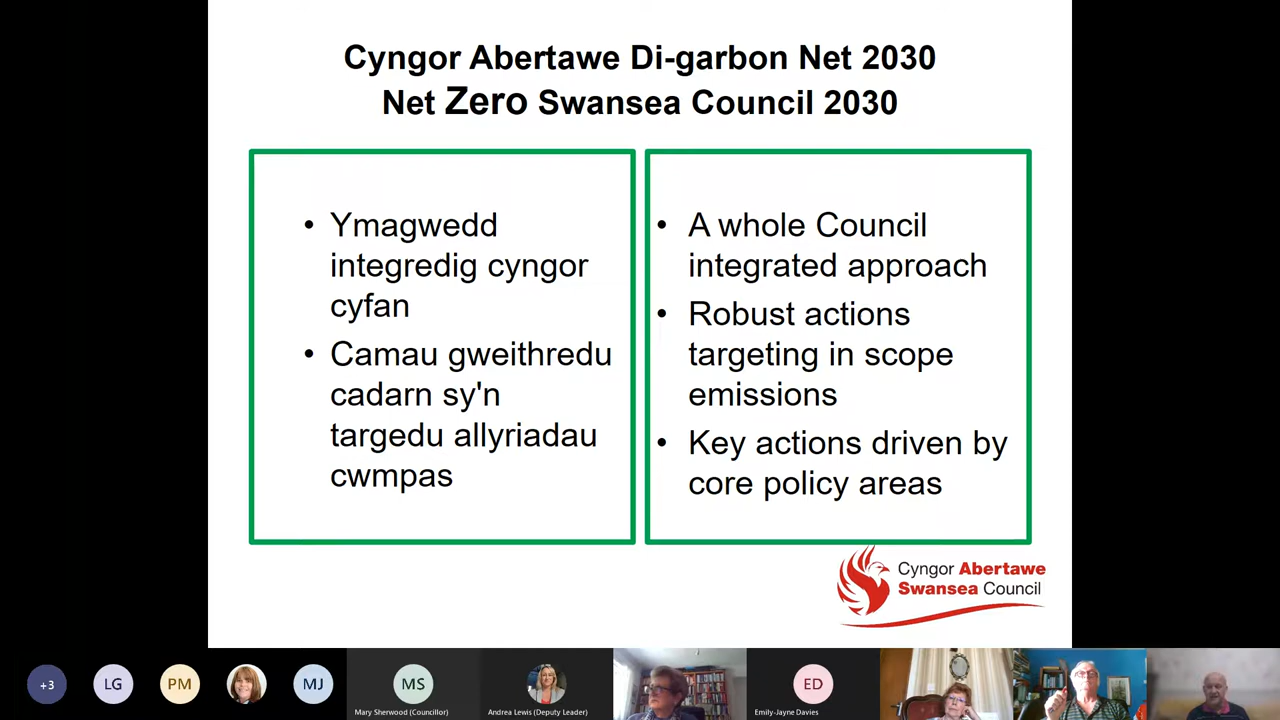 Cyngor Abertawe Di-garbon Net 2030
Net Zero Swansea Council 2030
• Ymagwedd
integredig cyngor
cyfan
• Camau gweithredu
cadarn sy'n
targedu allyriadau
cwmpas
• A whole Council
integrated approach
• Robust actions
targeting in scope
emissions
• Key actions driven by
core policy areas
Cyngor Abertawe
Swansea Council
+3
LG
PM
MJ
MS
Mary Sherwood (Councillor)
Andrea Lewis (Deputy Leader)
ED
Emily-Jayne Davies